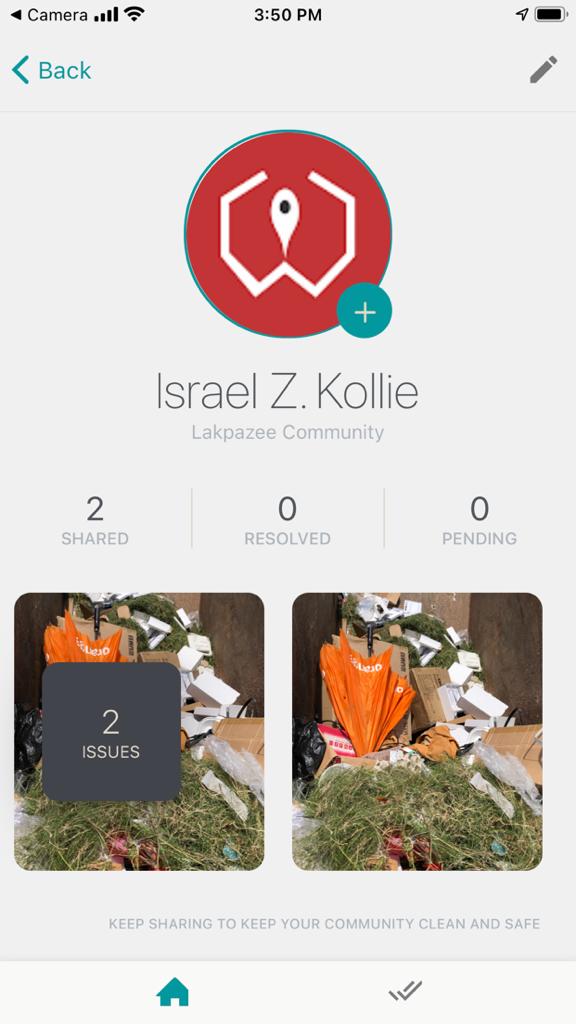 Camera
3:50 PM
Back
Israel Z. Kollie
Lakpazee Community
2
SHARED
0
RESOLVED
0
PENDING
2
ISSUES
KEEP SHARING TO KEEP YOUR COMMUNITY CLEAN AND SAFE